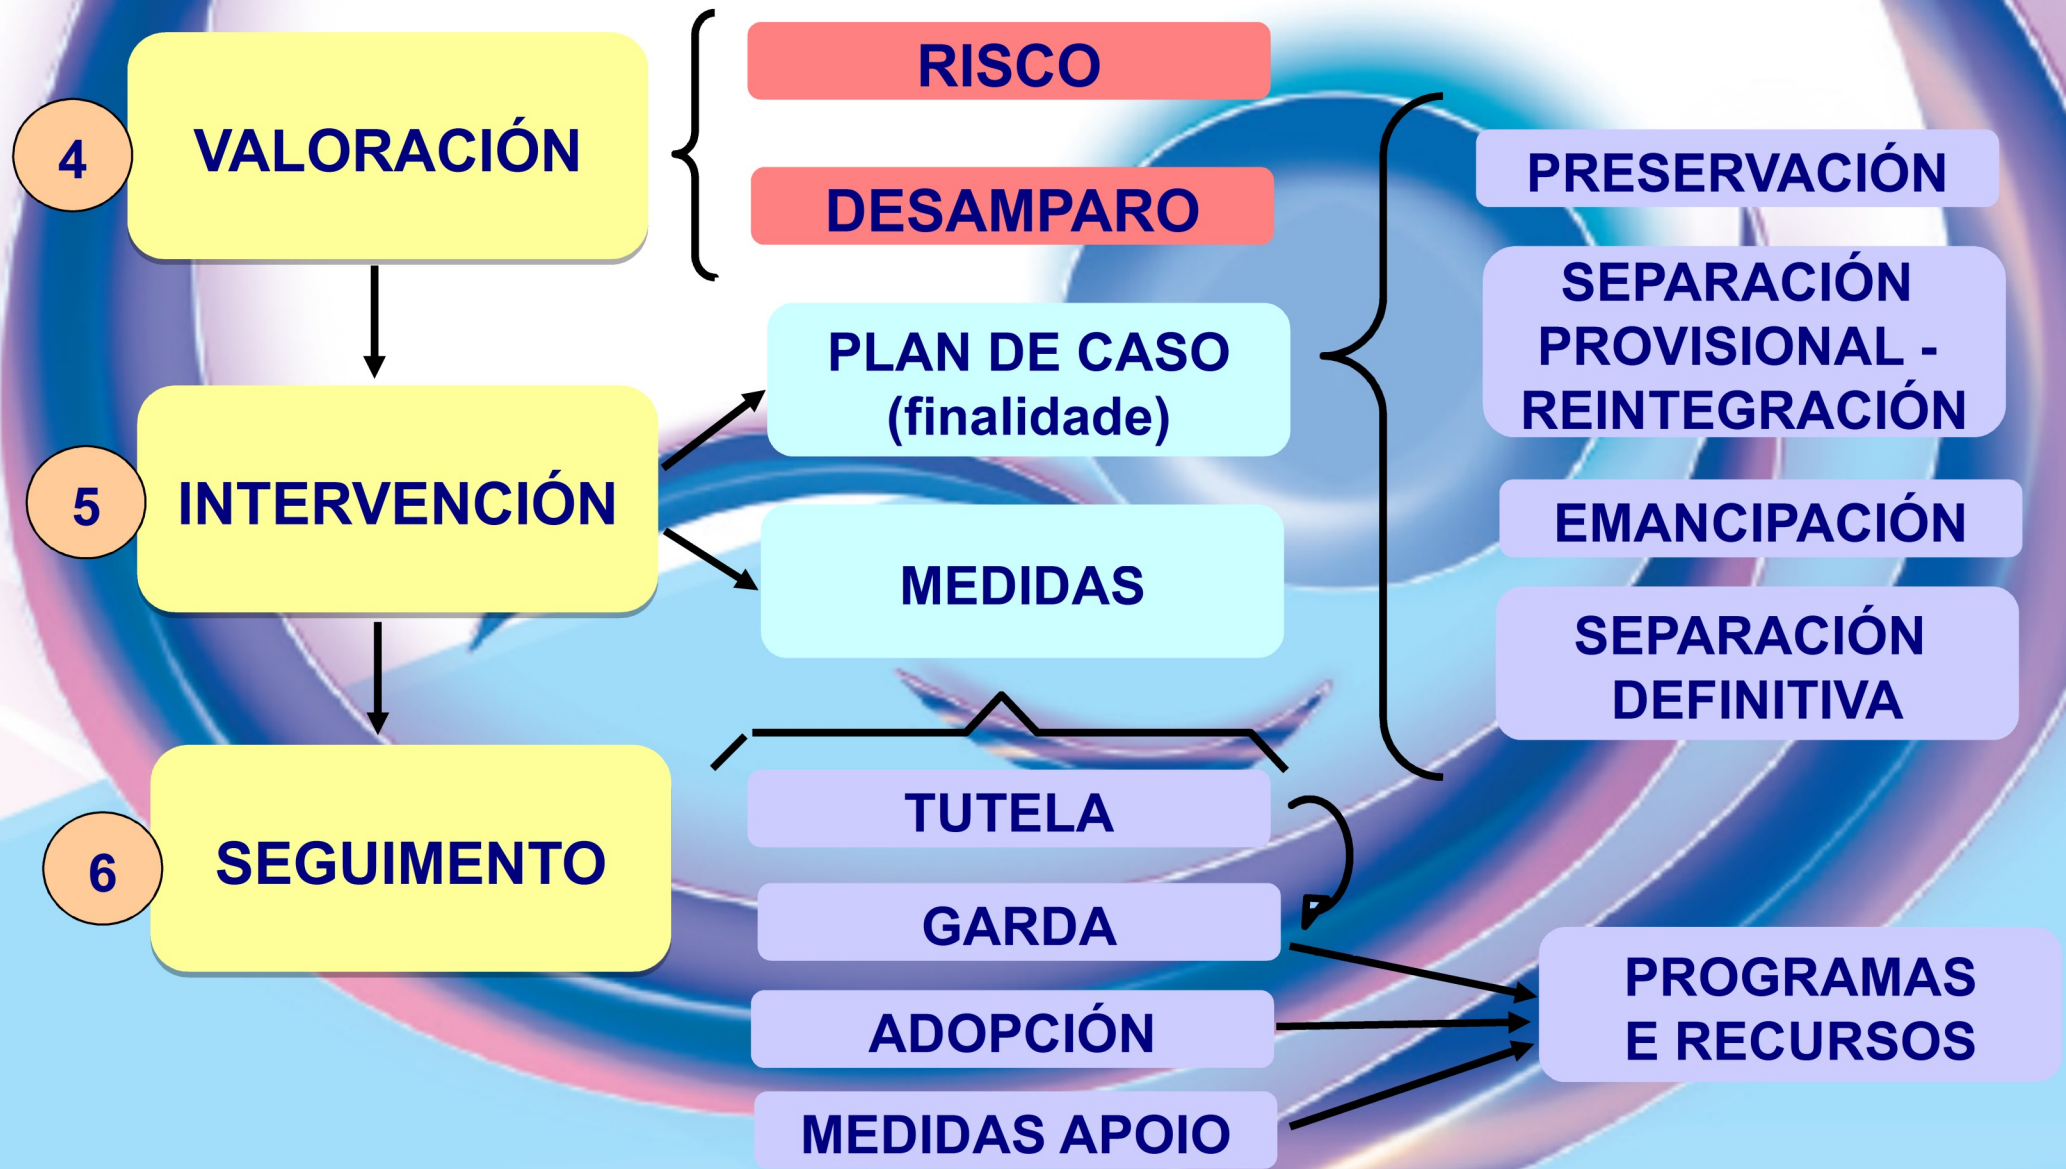 4
VALORACIÓN
RISCO
DESAMPARO
5
INTERVENCIÓN
PLAN DE CASO
(finalidade)
PRESERVACIÓN
SEPARACIÓN
PROVISIONAL -
REINTEGRACIÓN
EMANCIPACIÓN
SEPARACIÓN
DEFINITIVA
MEDIDAS
6
SEGUIMENTO
TUTELA
GARDA
ADOPCIÓN
MEDIDAS APOIO
PROGRAMAS
E RECURSOS